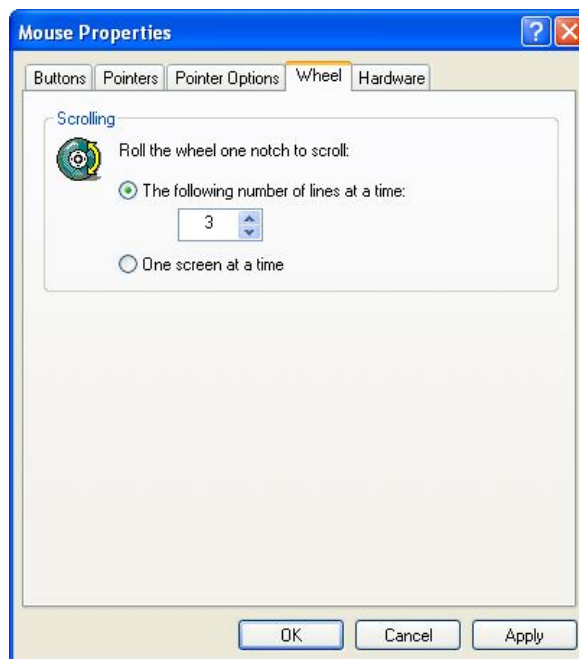 Mouse Properties
Buttons Pointers Pointer Options Wheel Hardware
Scrolling
Roll the wheel one notch to scroll:
The following number of lines at a time:
3
One screen at a time
OK Cancel Apply